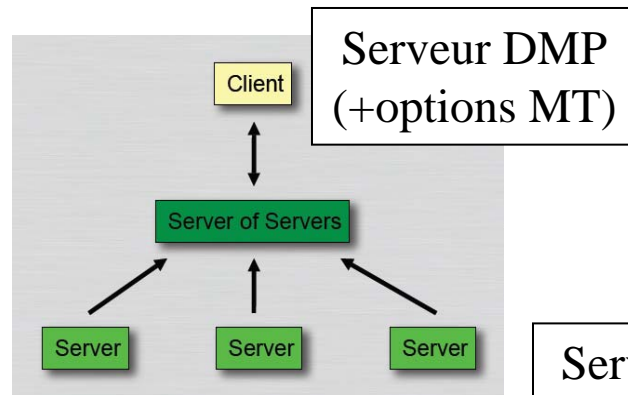 Serveur DMP
(+options MT)
Client
Server of Servers
Server
Server
Server